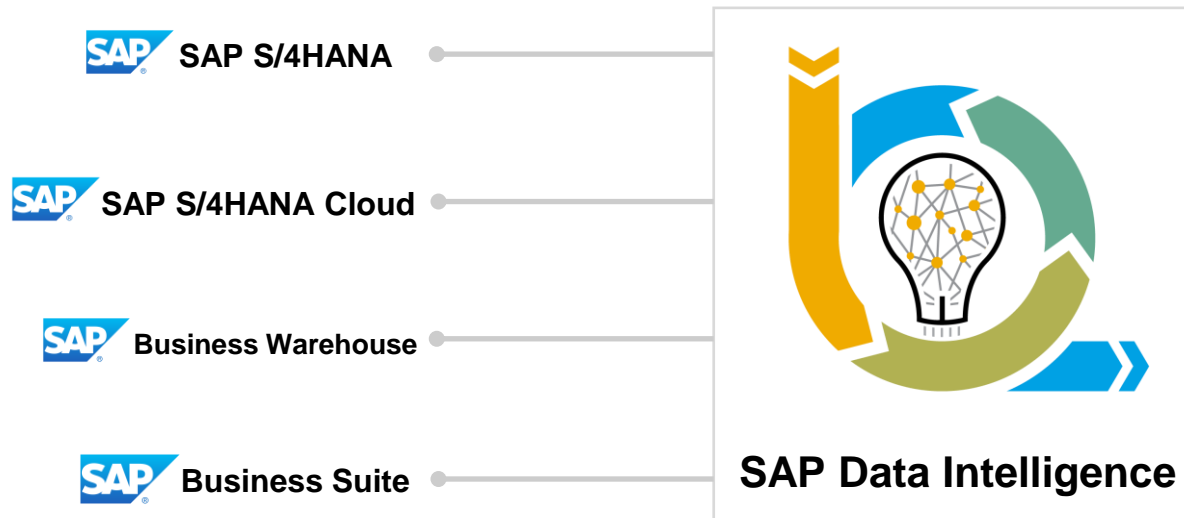 SAP SAP S/4HANA
SAP SAP S/4HANA Cloud
SAP Business Warehouse
SAP Business Suite
SAP Data Intelligence